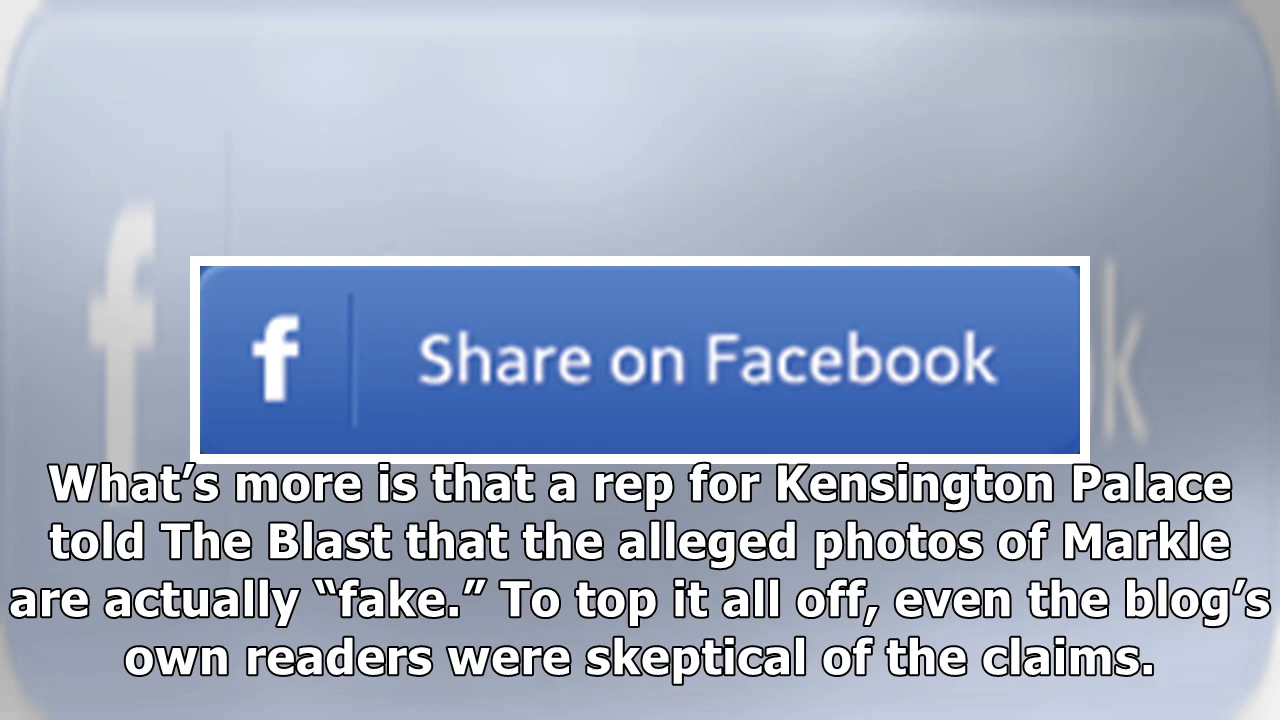 f Share on Facebook
What’s more is that a rep for Kensington Palace
told The Blast that the alleged photos of Markle
are actually “fake.” To top it all off, even the blog’s
own readers were skeptical of the claims.